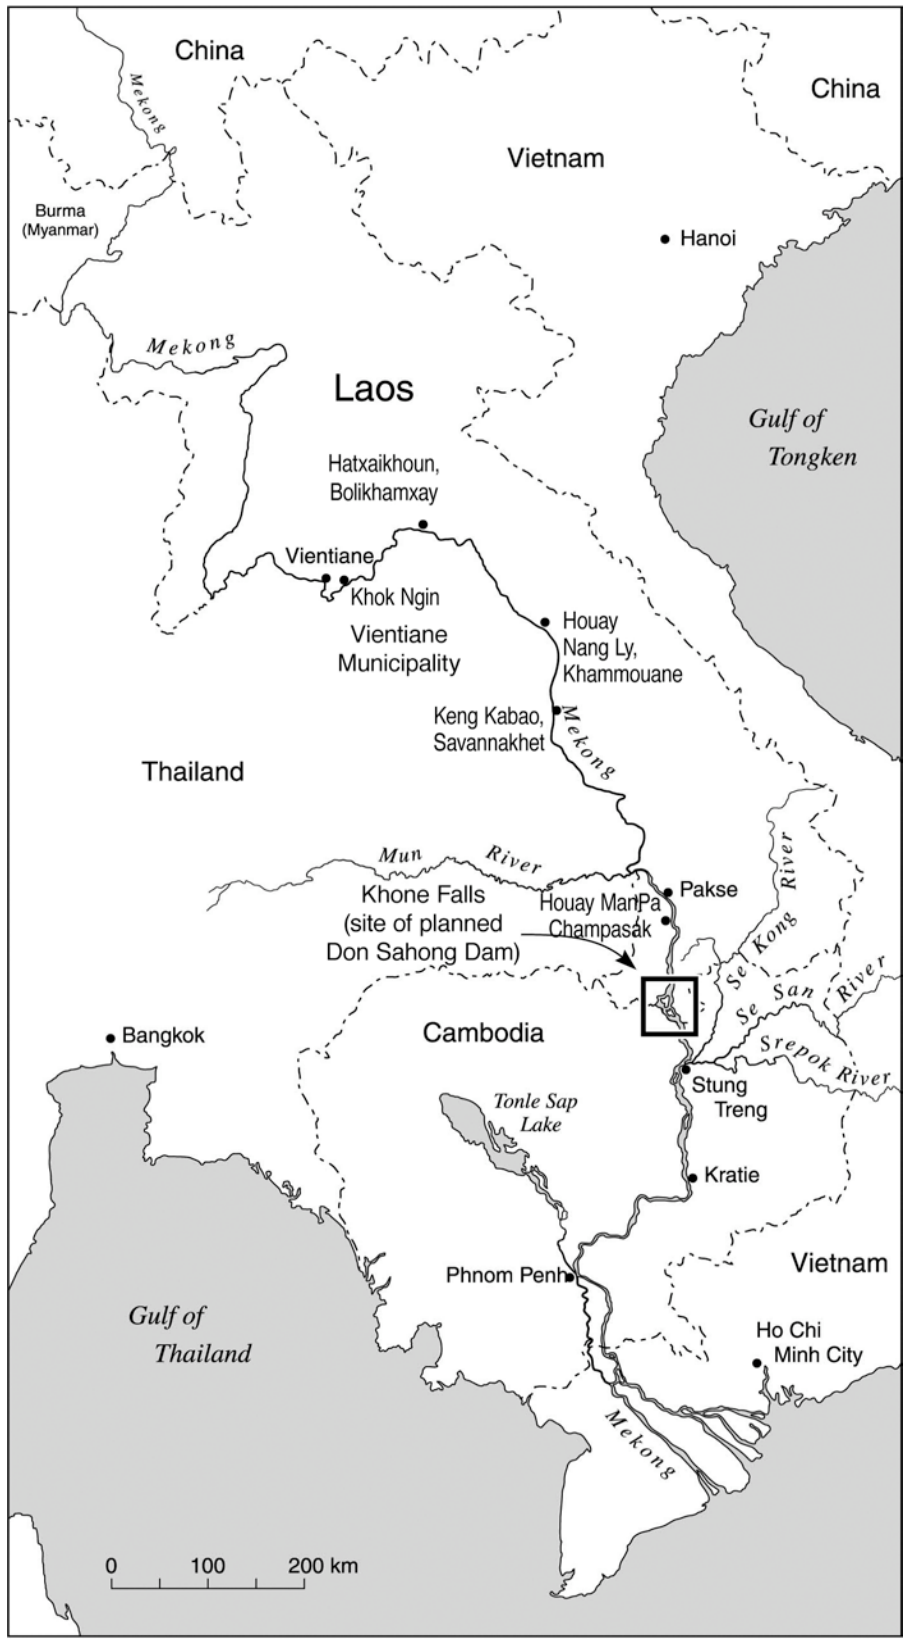 China
China
Mekong
Vietnam
Burma
(Myanmar)
Hanoi
Mekong
Laos
Gulf of
Tongken
Hatxaikhoun,
Bolikhamxay
Vientiane
Khok Ngin
Vientiane
Municipality
Houay
Nang Ly,
Khammouane
Keng Kabao,
Savannakhet
Mekong
Thailand
Mun River
River
Khone Falls
(site of planned
Don Sahong Dam)
Pakse
Houay ManPa
Champasak
Se Kong
Se San
River
Srepok River
Bangkok
Cambodia
Stung
Treng
Tonle Sap
Lake
Kratie
Vietnam
Phnom Penh
Gulf of
Thailand
Ho Chi
Minh City
Mekong
0 100 200 km